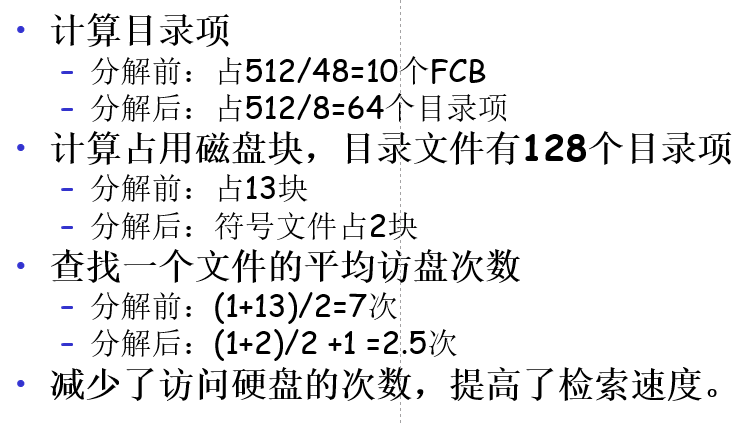 • 计算目录项
– 分解前：占512/48=10个FCB
– 分解后：占512/8=64个目录项
• 计算占用磁盘块，目录文件有128个目录项
– 分解前：占13块
– 分解后：符号文件占2块
• 查找一个文件的平均访盘次数
– 分解前：(1+13)/2=7次
– 分解后：(1+2)/2 +1 =2.5次
• 减少了访问硬盘的次数，提高了检索速度。